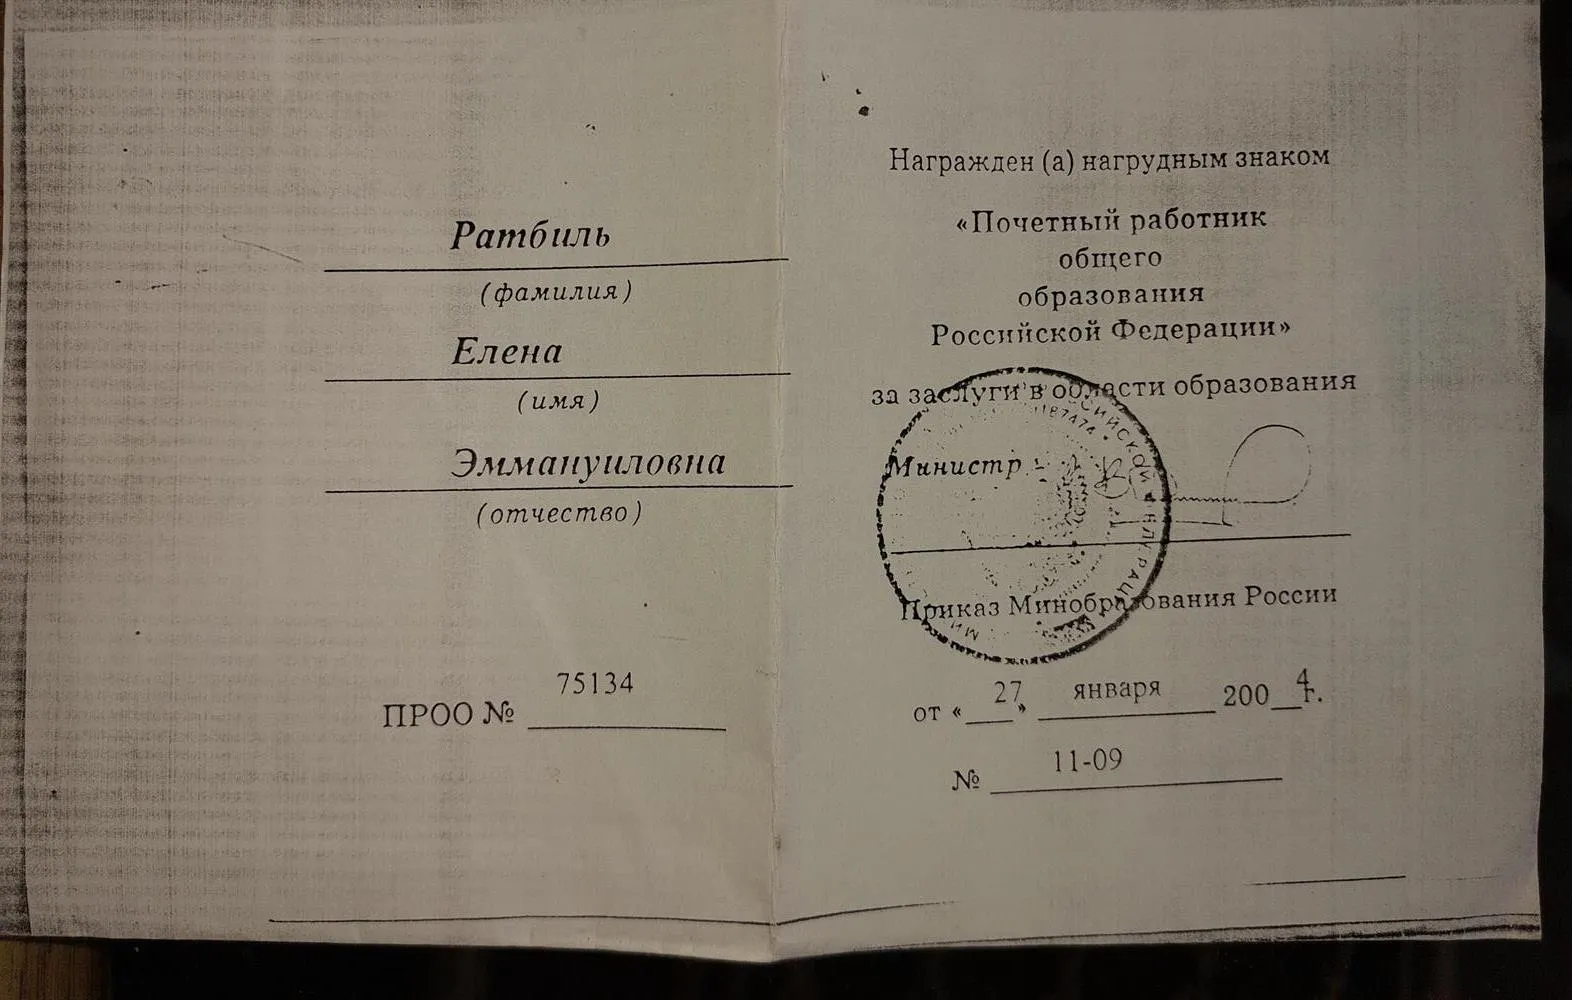 Ратбиль
(фамилия)
Елена
(имя)
Эммануиловна
(отчество)
ПРОО № 75134
Награжден (а) нагрудным знаком
«Почетный работник
общего
образования
Российской Федерации»
за заслуги в области образования
Министр
Приказ Минобразования России
от «27» января 2004г.
№ 11-09